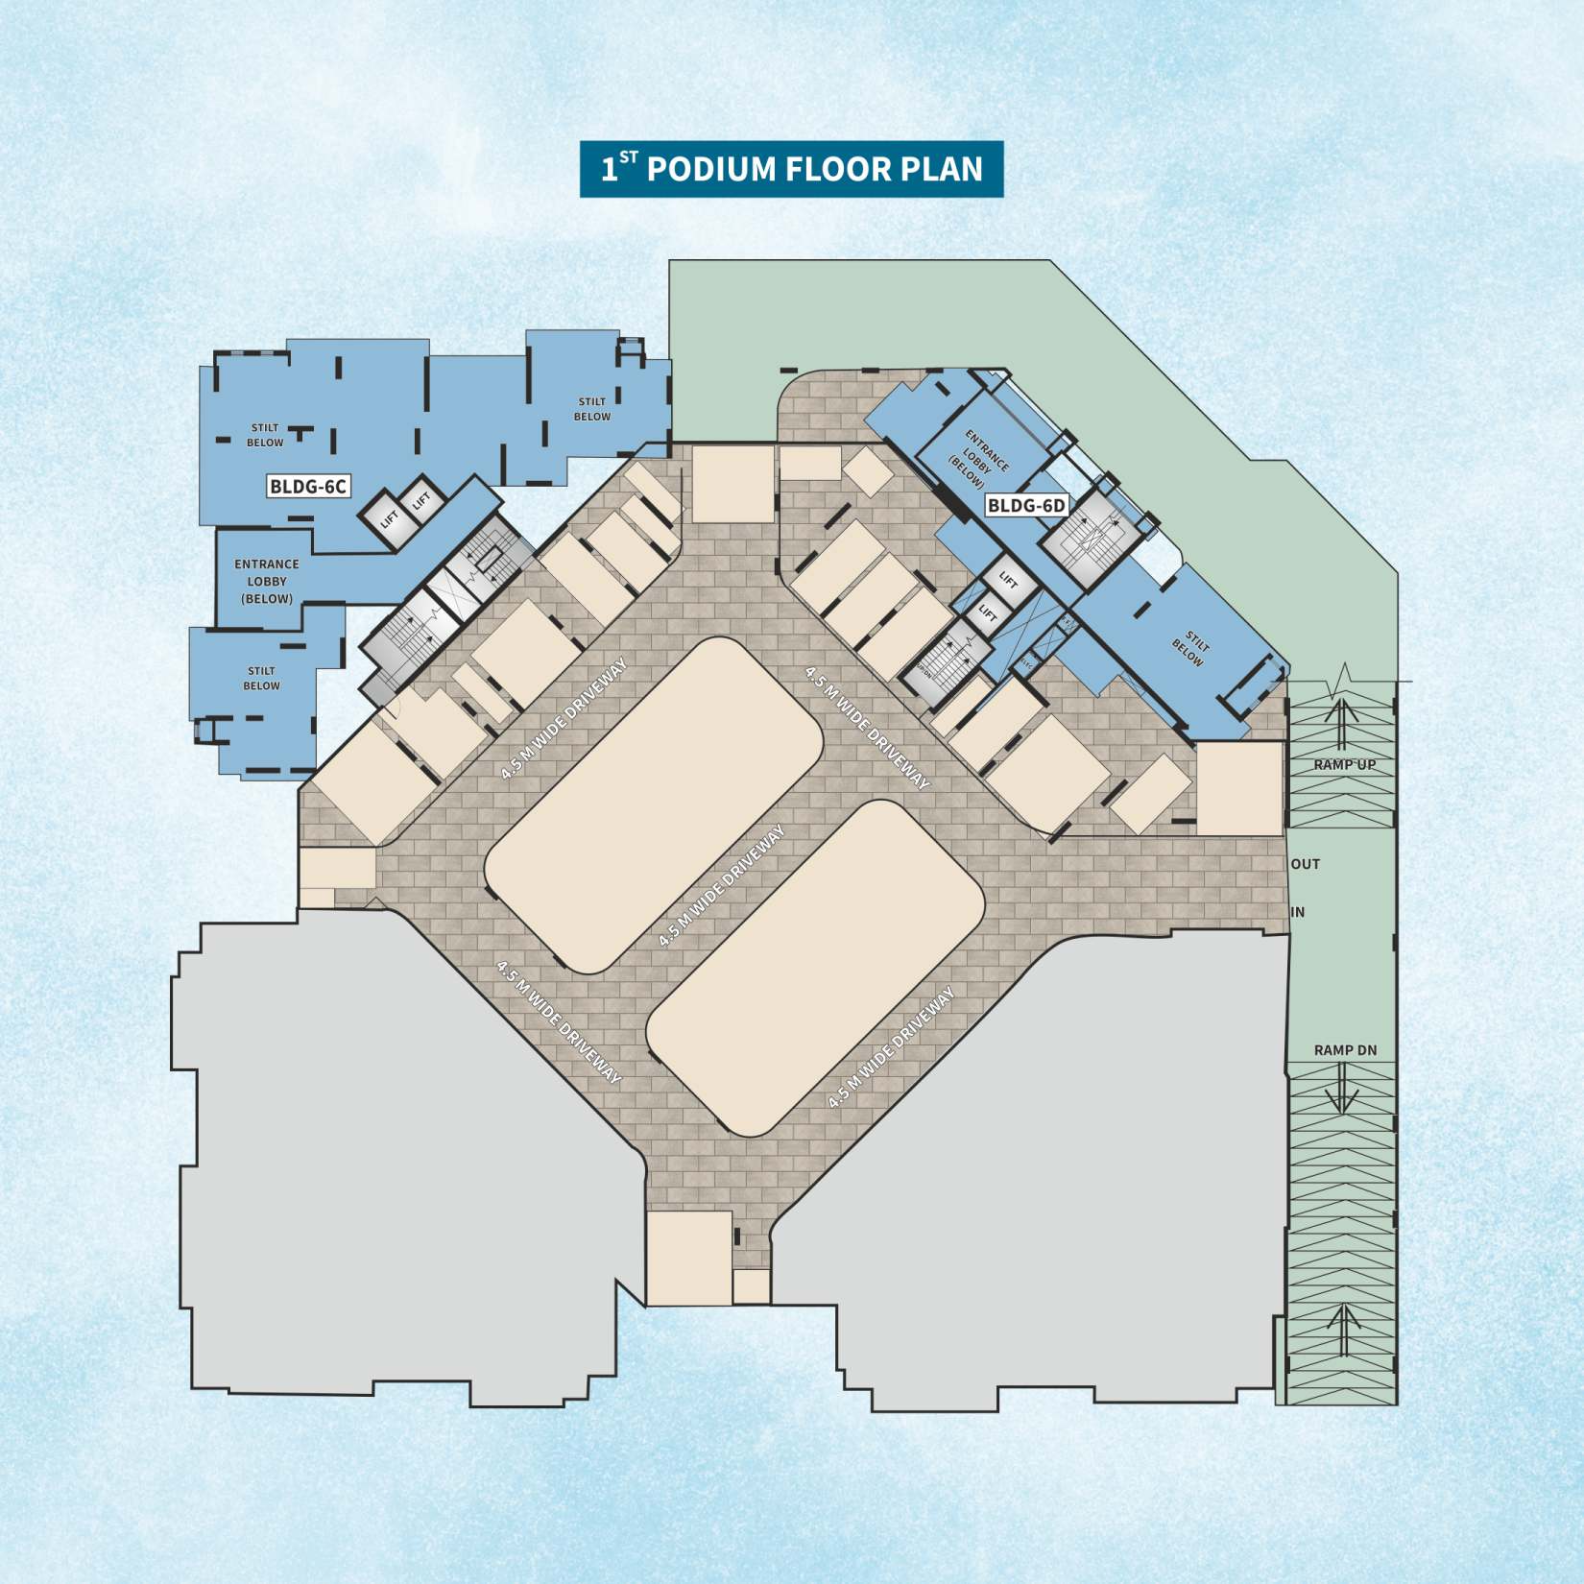 1ST PODIUM FLOOR PLAN
STILT
BELOW
STILT
BELOW
BLDG-6C
LIFT
LIFT
ENTRANCE
LOBBY
(BELOW)
STILT
BELOW
ENTRANCE
LOBBY
(BELOW)
BLDG-6D
LIFT
LIFT
STILT
BELOW
4.5 M WIDE DRIVEWAY
4.5 M WIDE DRIVEWAY
4.5 M WIDE DRIVEWAY
4.5 M WIDE DRIVEWAY
4.5 M WIDE DRIVEWAY
RAMP UP
OUT
IN
RAMP DN